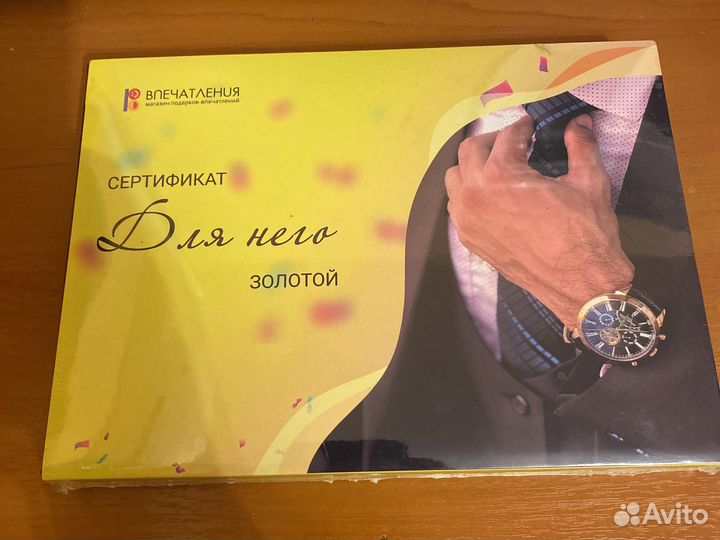 ВПЕЧАТЛЕНИЯ
магазин подарков-впечатлений
СЕРТИФИКАТ
Для него
ЗОЛОТОЙ
Avito